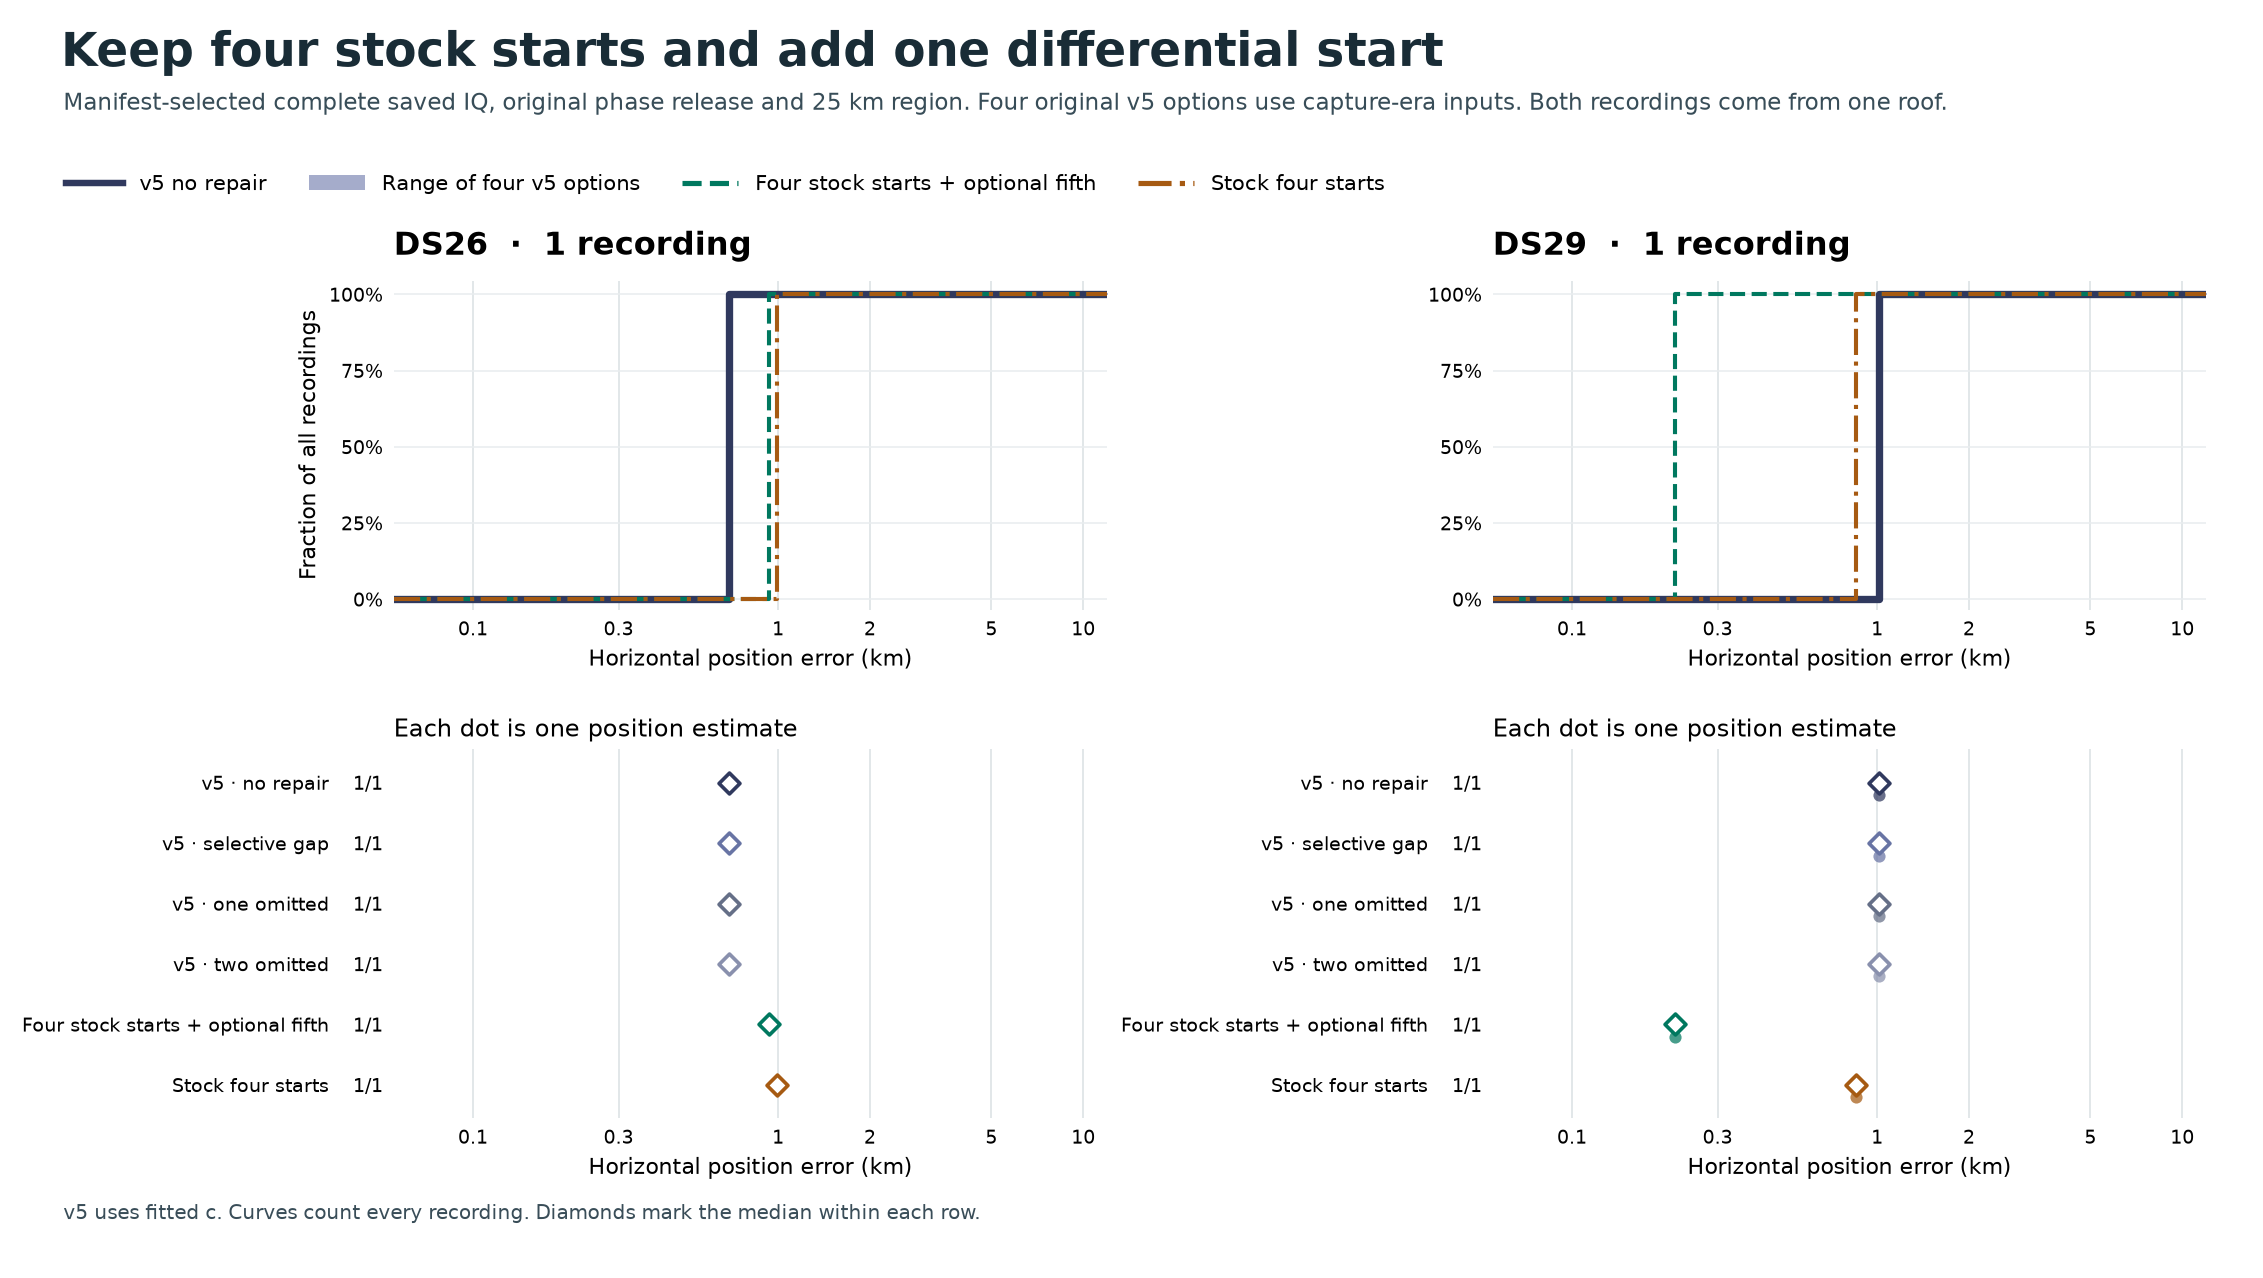 Keep four stock starts and add one differential start
Manifest-selected complete saved IQ, original phase release and 25 km region. Four original v5 options use capture-era inputs. Both recordings come from one roof.
v5 no repair
Range of four v5 options
Four stock starts + optional fifth
Stock four starts
DS26 · 1 recording
Fraction of all recordings
100%
75%
50%
25%
0%
0.1 0.3 1 2 5 10
Horizontal position error (km)
DS29 · 1 recording
100%
75%
50%
25%
0%
0.1 0.3 1 2 5 10
Horizontal position error (km)
Each dot is one position estimate
v5 · no repair 1/1
v5 · selective gap 1/1
v5 · one omitted 1/1
v5 · two omitted 1/1
Four stock starts + optional fifth 1/1
Stock four starts 1/1
0.1 0.3 1 2 5 10
Horizontal position error (km)
Each dot is one position estimate
v5 · no repair 1/1
v5 · selective gap 1/1
v5 · one omitted 1/1
v5 · two omitted 1/1
Four stock starts + optional fifth 1/1
Stock four starts 1/1
0.1 0.3 1 2 5 10
Horizontal position error (km)
v5 uses fitted c. Curves count every recording. Diamonds mark the median within each row.